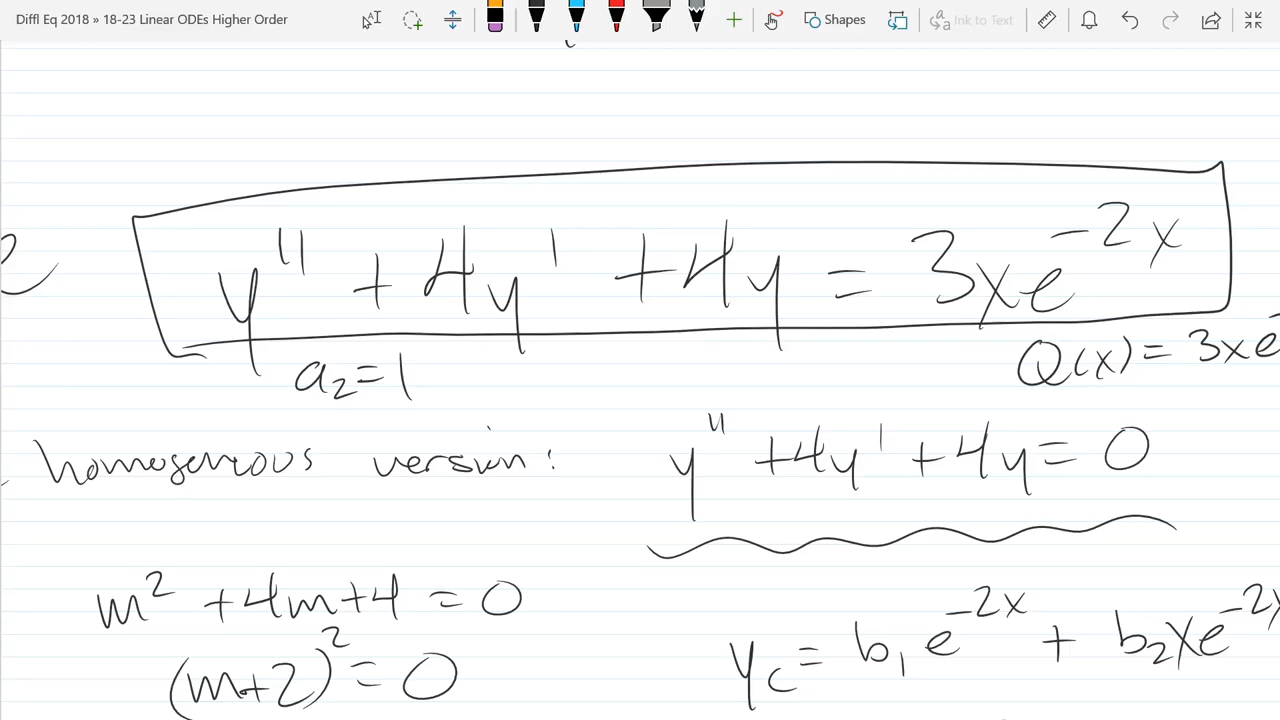 Diffl Eq 2018 » 18-23 Linear ODEs Higher Order Shapes Ink to Text
y'' + 4y' + 4y = 3xe^{-2x}
a_2 = 1 Q(x) = 3xe
homogeneous version: y'' + 4y' + 4y = 0
m^2 + 4m + 4 = 0
(m+2)^2 = 0 y_c = b_1 e^{-2x} + b_2 x e^{-2x}